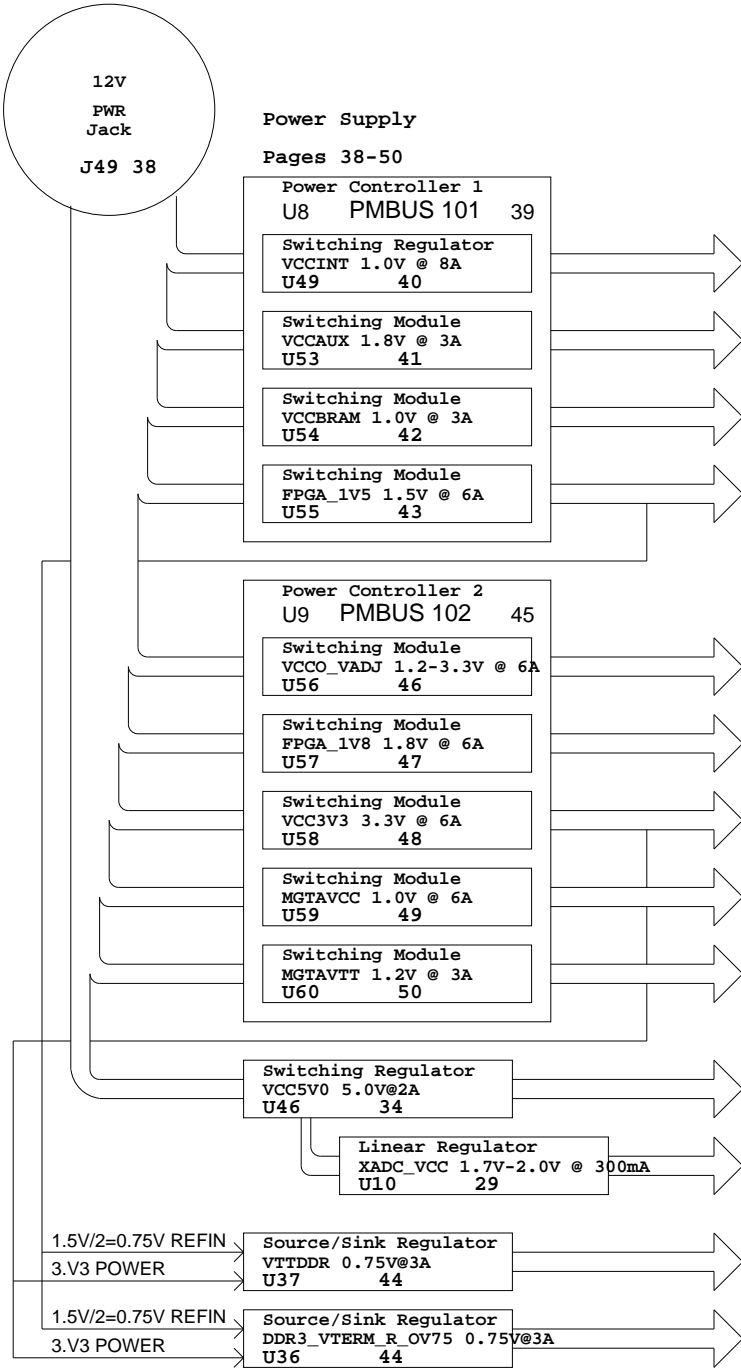 12V
PWR
Jack
J49 38
Power Supply
Pages 38-50
Power Controller 1
U8 PMBUS 101 39
Switching Regulator
VCCINT 1.0V @ 8A
U49 40
Switching Module
VCCAUX 1.8V @ 3A
U53 41
Switching Module
VCCBRAM 1.0V @ 3A
U54 42
Switching Module
FPGA_1V5 1.5V @ 6A
U55 43
Power Controller 2
U9 PMBUS 102 45
Switching Module
VCCO_VADJ 1.2-3.3V @ 6A
U56 46
Switching Module
FPGA_1V8 1.8V @ 6A
U57 47
Switching Module
VCC3V3 3.3V @ 6A
U58 48
Switching Module
MGTAVCC 1.0V @ 6A
U59 49
Switching Module
MGTAVTT 1.2V @ 3A
U60 50
Switching Regulator
VCC5V0 5.0V@2A
U46 34
Linear Regulator
XADC_VCC 1.7V-2.0V @ 300mA
U10 29
1.5V/2=0.75V REFIN
3.V3 POWER
Source/Sink Regulator
VTTDDR 0.75V@3A
U37 44
1.5V/2=0.75V REFIN
3.V3 POWER
Source/Sink Regulator
DDR3_VTERM_R_OV75 0.75V@3A
U36 44